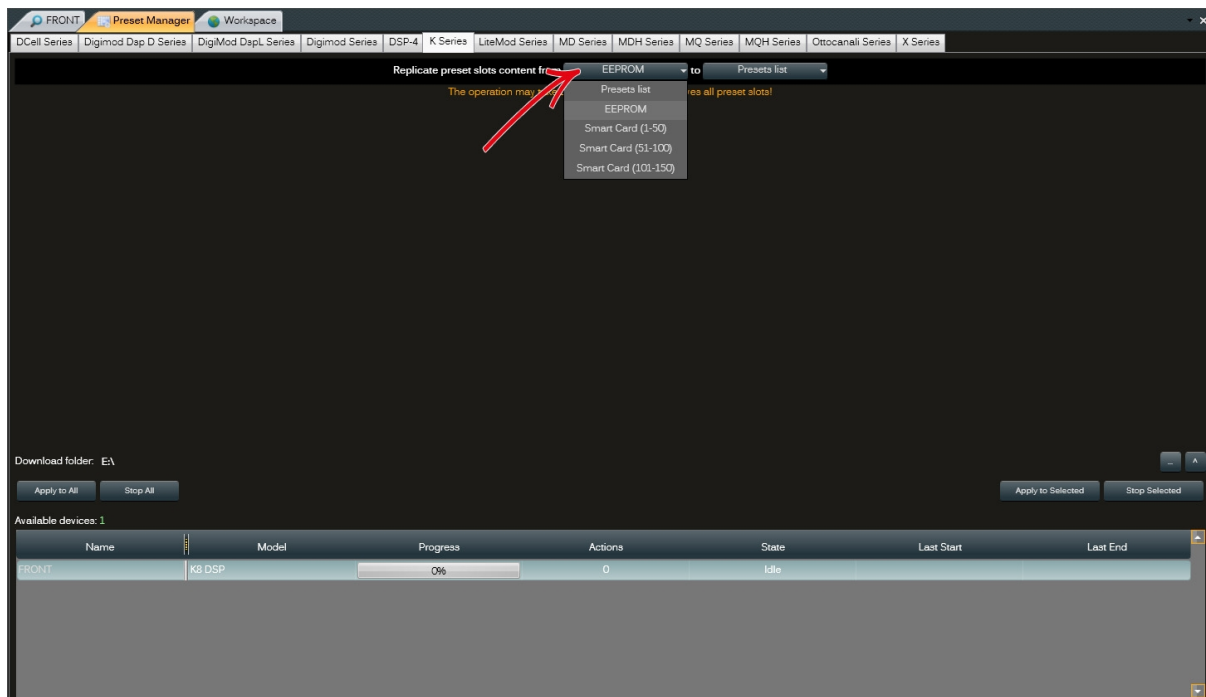 FRONT Preset Manager Workspace
DCell Series Digimod Dap D Series DigiMod DapL Series Digimod Series DSP-4 K Series LiteMod Series MD Series MDH Series MQ Series MQH Series Ottocanali Series X Series
Replicate preset slots content from EEPROM to Presets list
The operation may all preset slots!
Presets list
EEPROM
Smart Card (1-50)
Smart Card (51-100)
Smart Card (101-150)
Download folder: E:\
... ^
Apply to All Stop All Apply to Selected Stop Selected
Available devices: 1
Name Model Progress Actions State Last Start Last End
FRONT K8 DSP 0% 0 Idle